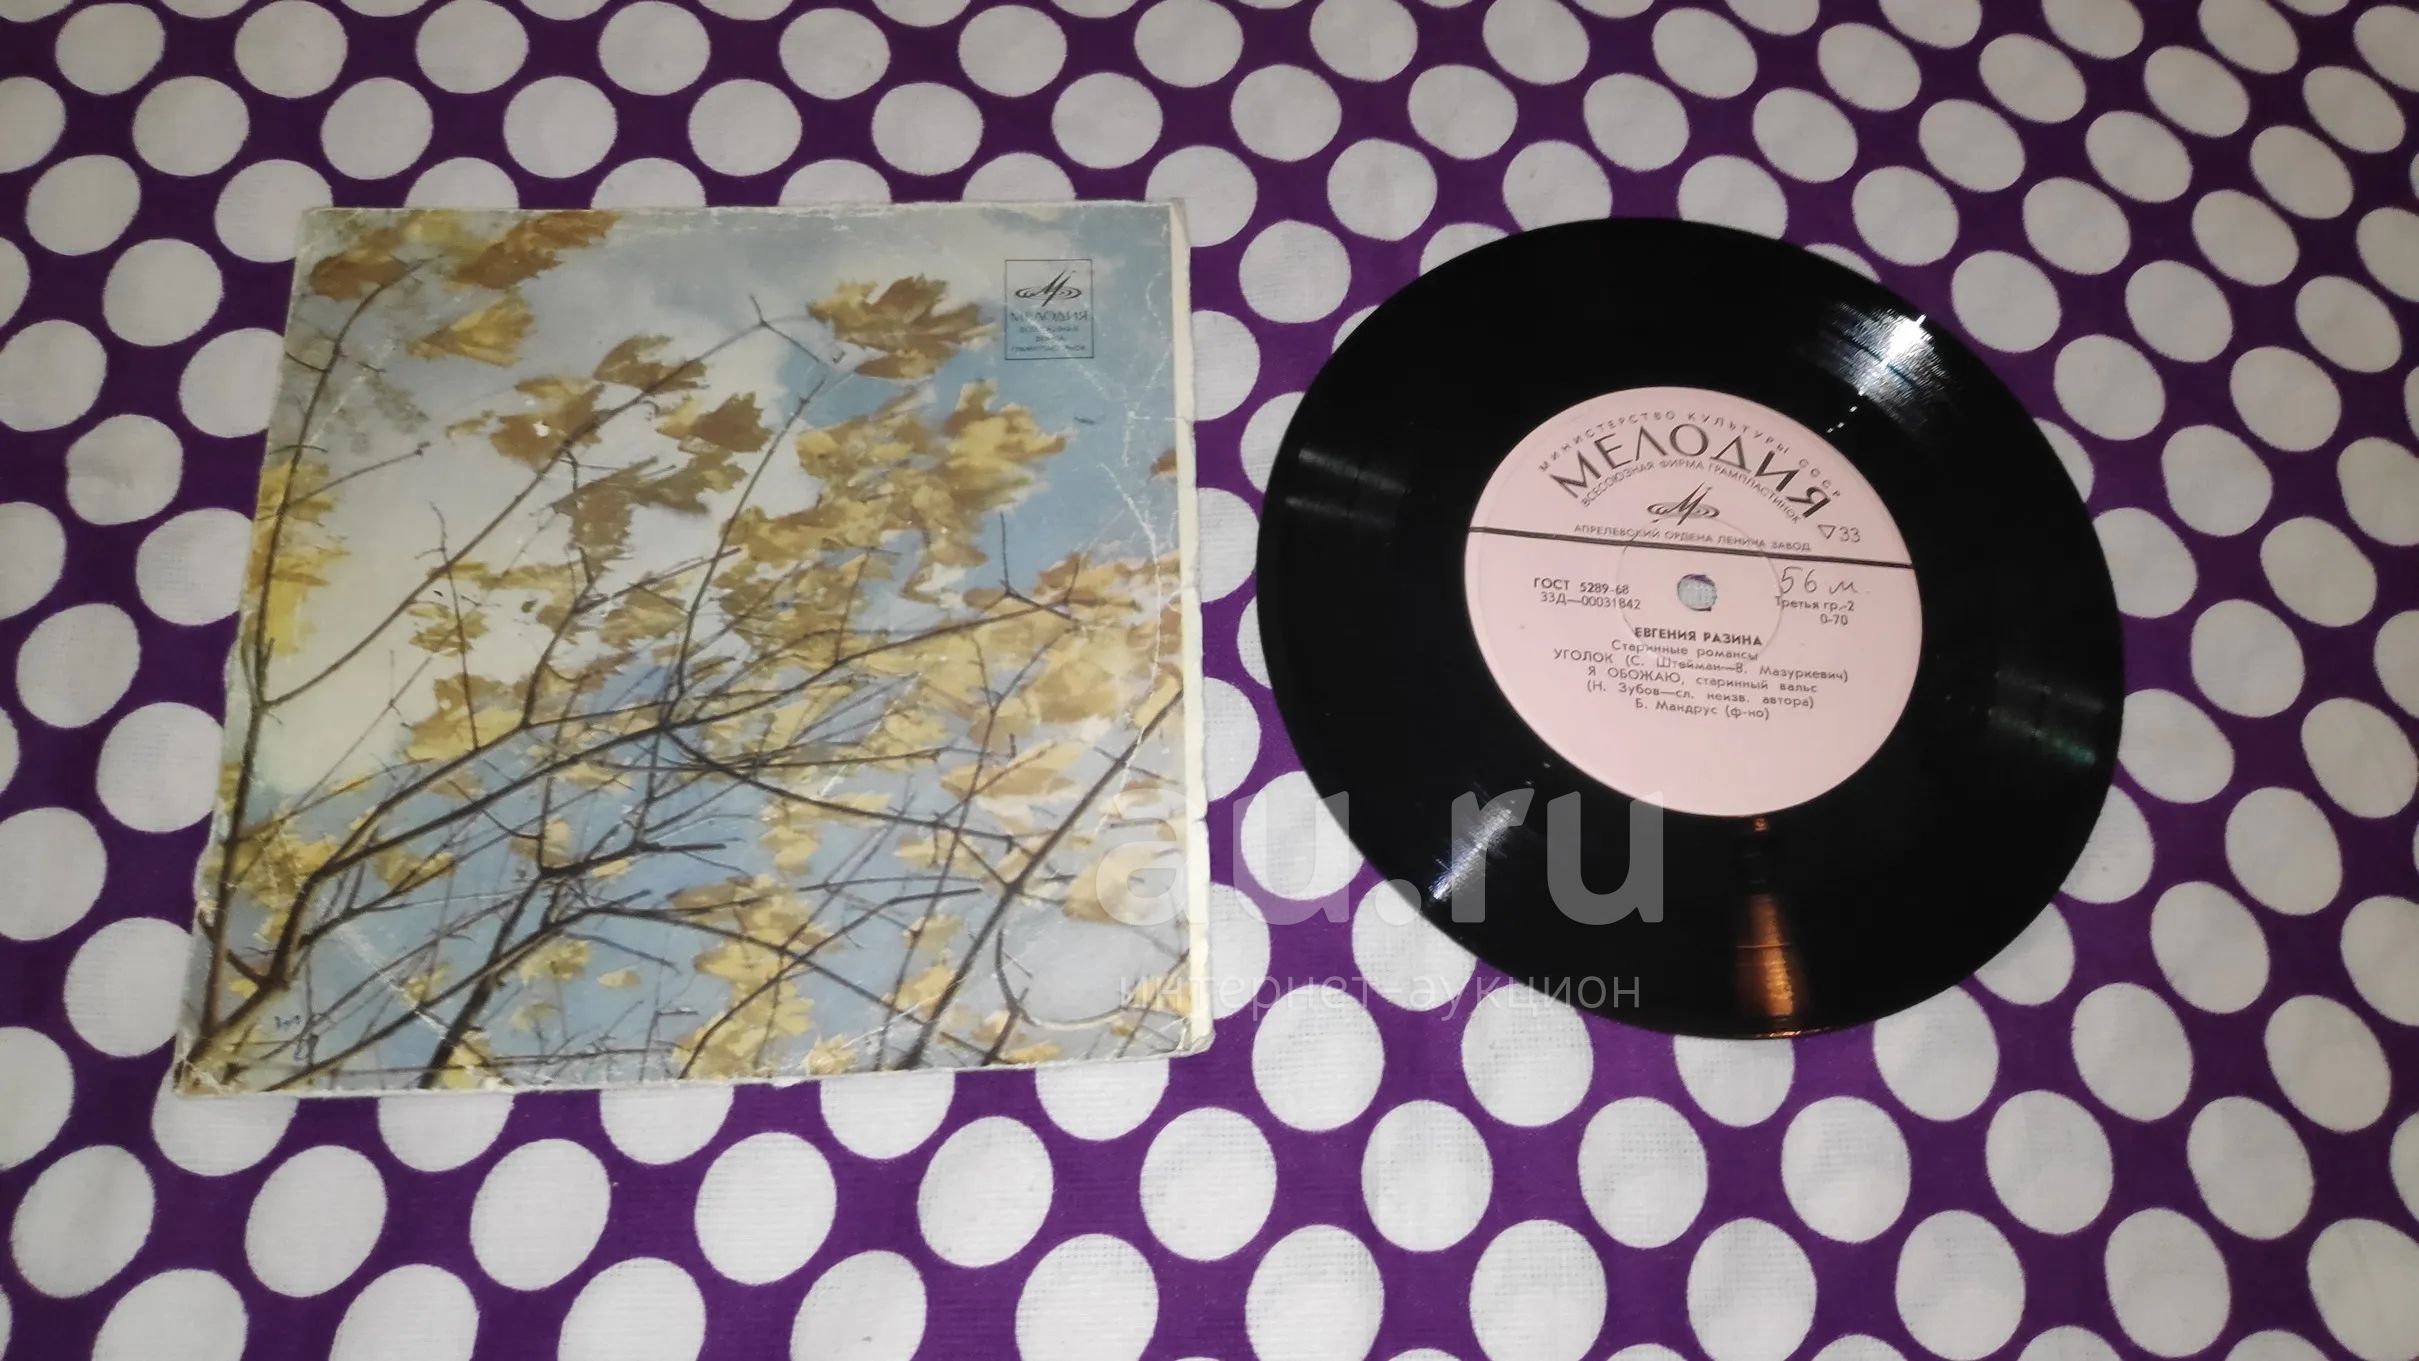 МЕЛОДИЯ
МИНИСТЕРСТВО КУЛЬТУРЫ СССР
МЕЛОДИЯ
ВСЕСОЮЗНАЯ ФИРМА ГРАМПЛАСТИНОК
АПРЕЛЕВСКИЙ ОРДЕНА ЛЕНИНА ЗАВОД
▽33
56 м.
ГОСТ 5289-68
33Д—00031842
Третья гр.-2
0-70
ЕВГЕНИЯ РАЗИНА
Старинные романсы
УГОЛОК (С. Штейман—В. Мазуркевич)
Я ОБОЖАЮ, старинный вальс
(Н. Зубов—сл. неизв. автора)
Б. Мандрус (ф-но)
au.ru
интернет-аукцион